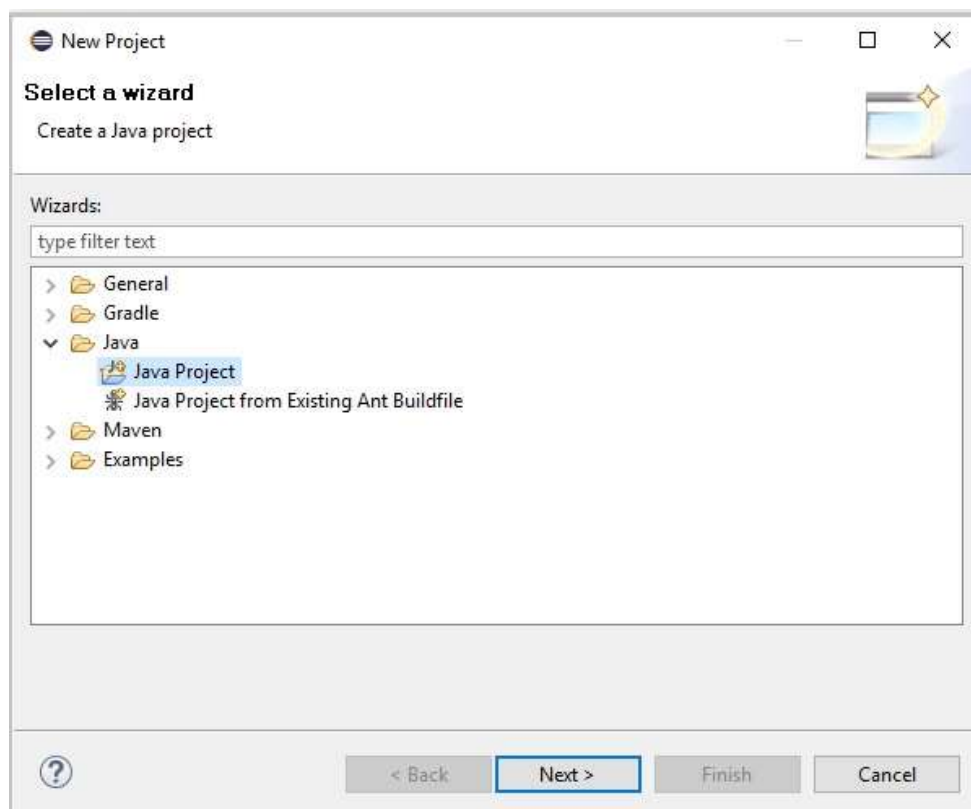 New Project
Select a wizard
Create a Java project
Wizards:
type filter text
General
Gradle
Java
Java Project
Java Project from Existing Ant Buildfile
Maven
Examples
?
< Back Next > Finish Cancel